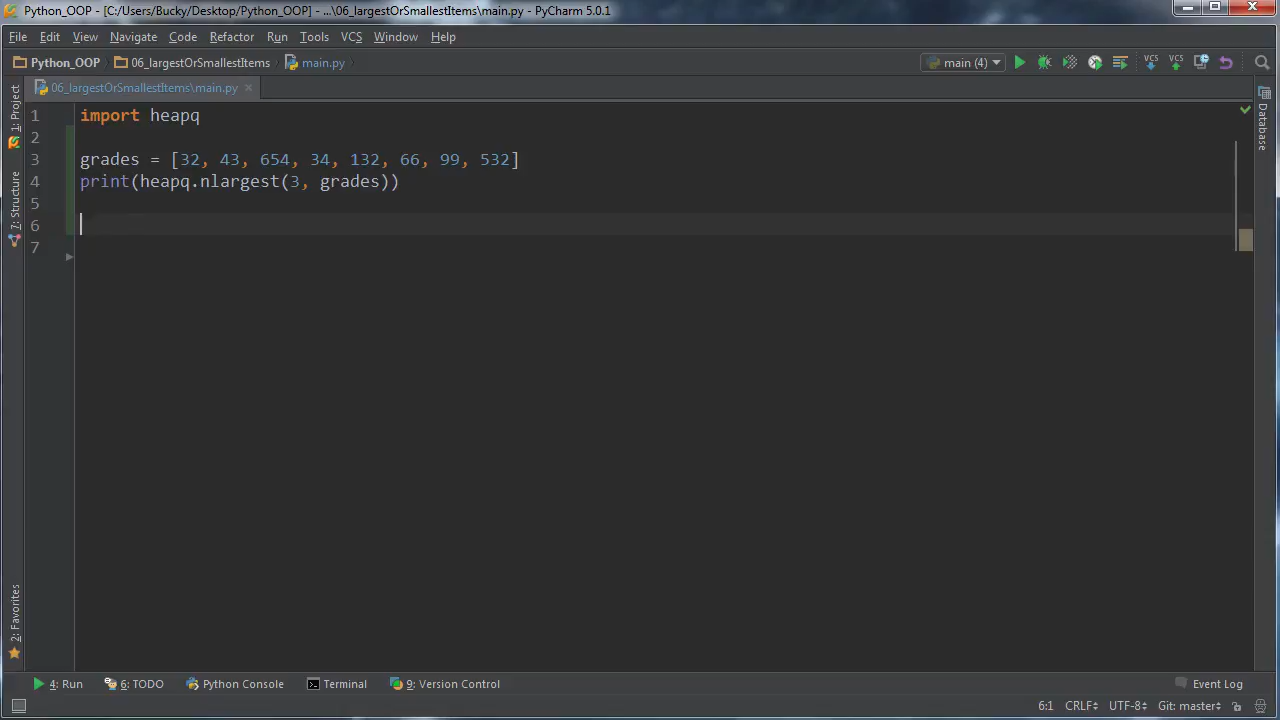 Python_OOP - [C:/Users/Bucky/Desktop/Python_OOP] - ...\06_largestOrSmallestItems\main.py - PyCharm 5.0.1
File Edit View Navigate Code Refactor Run Tools VCS Window Help
Python_OOP 06_largestOrSmallestItems main.py main (4) VCS VCS
1: Project
06_largestOrSmallestItems\main.py
Database
1 import heapq
2
3 grades = [32, 43, 654, 34, 132, 66, 99, 532]
4 print(heapq.nlargest(3, grades))
5
6
7
7: Structure
2: Favorites
4: Run 6: TODO Python Console Terminal 9: Version Control Event Log
6:1 CRLF UTF-8 Git: master